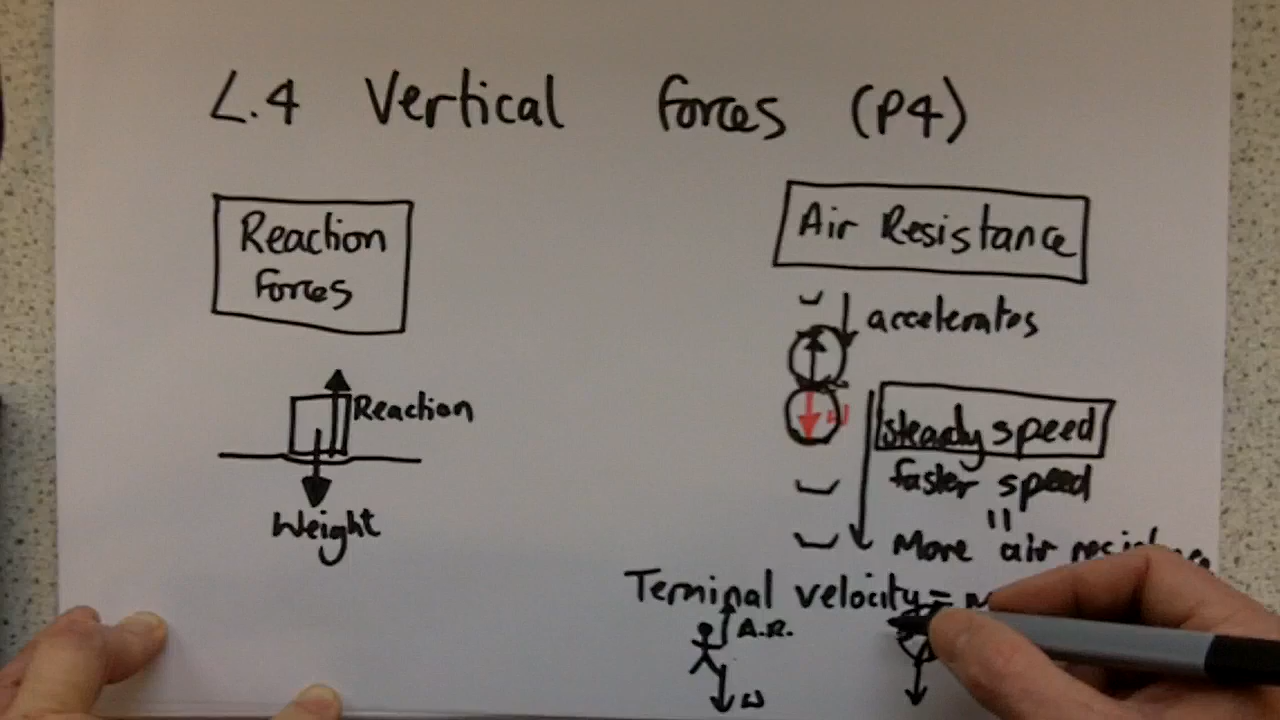 L.4 Vertical forces (P4)
Reaction
Forces
Reaction
Weight
Air Resistance
accelerates
W
steady speed
faster speed
=
More air
Terminal velocity =
A.R.
W